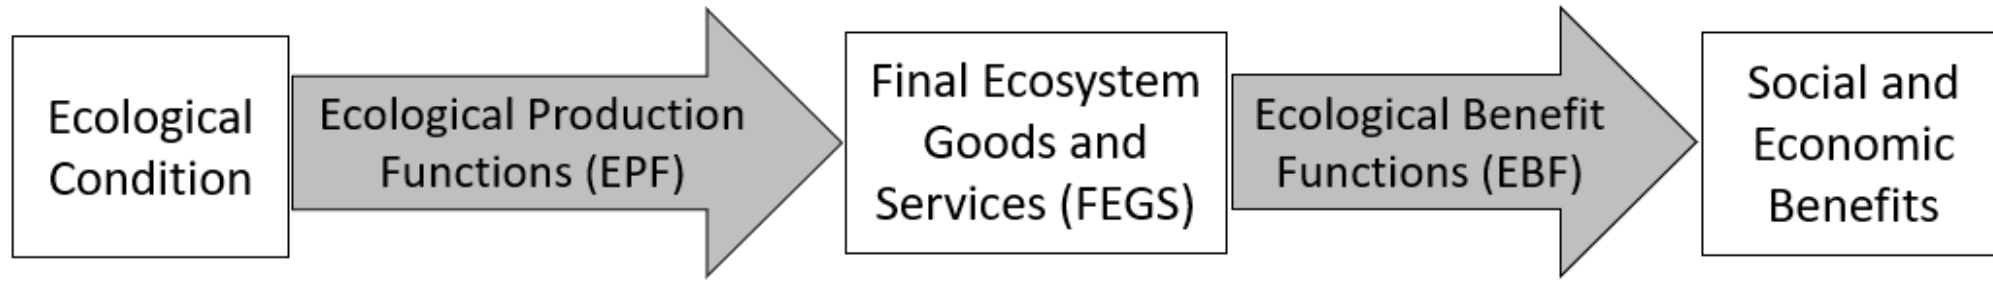 Ecological
Condition
Ecological Production
Functions (EPF)
Final Ecosystem
Goods and
Services (FEGS)
Ecological Benefit
Functions (EBF)
Social and
Economic
Benefits